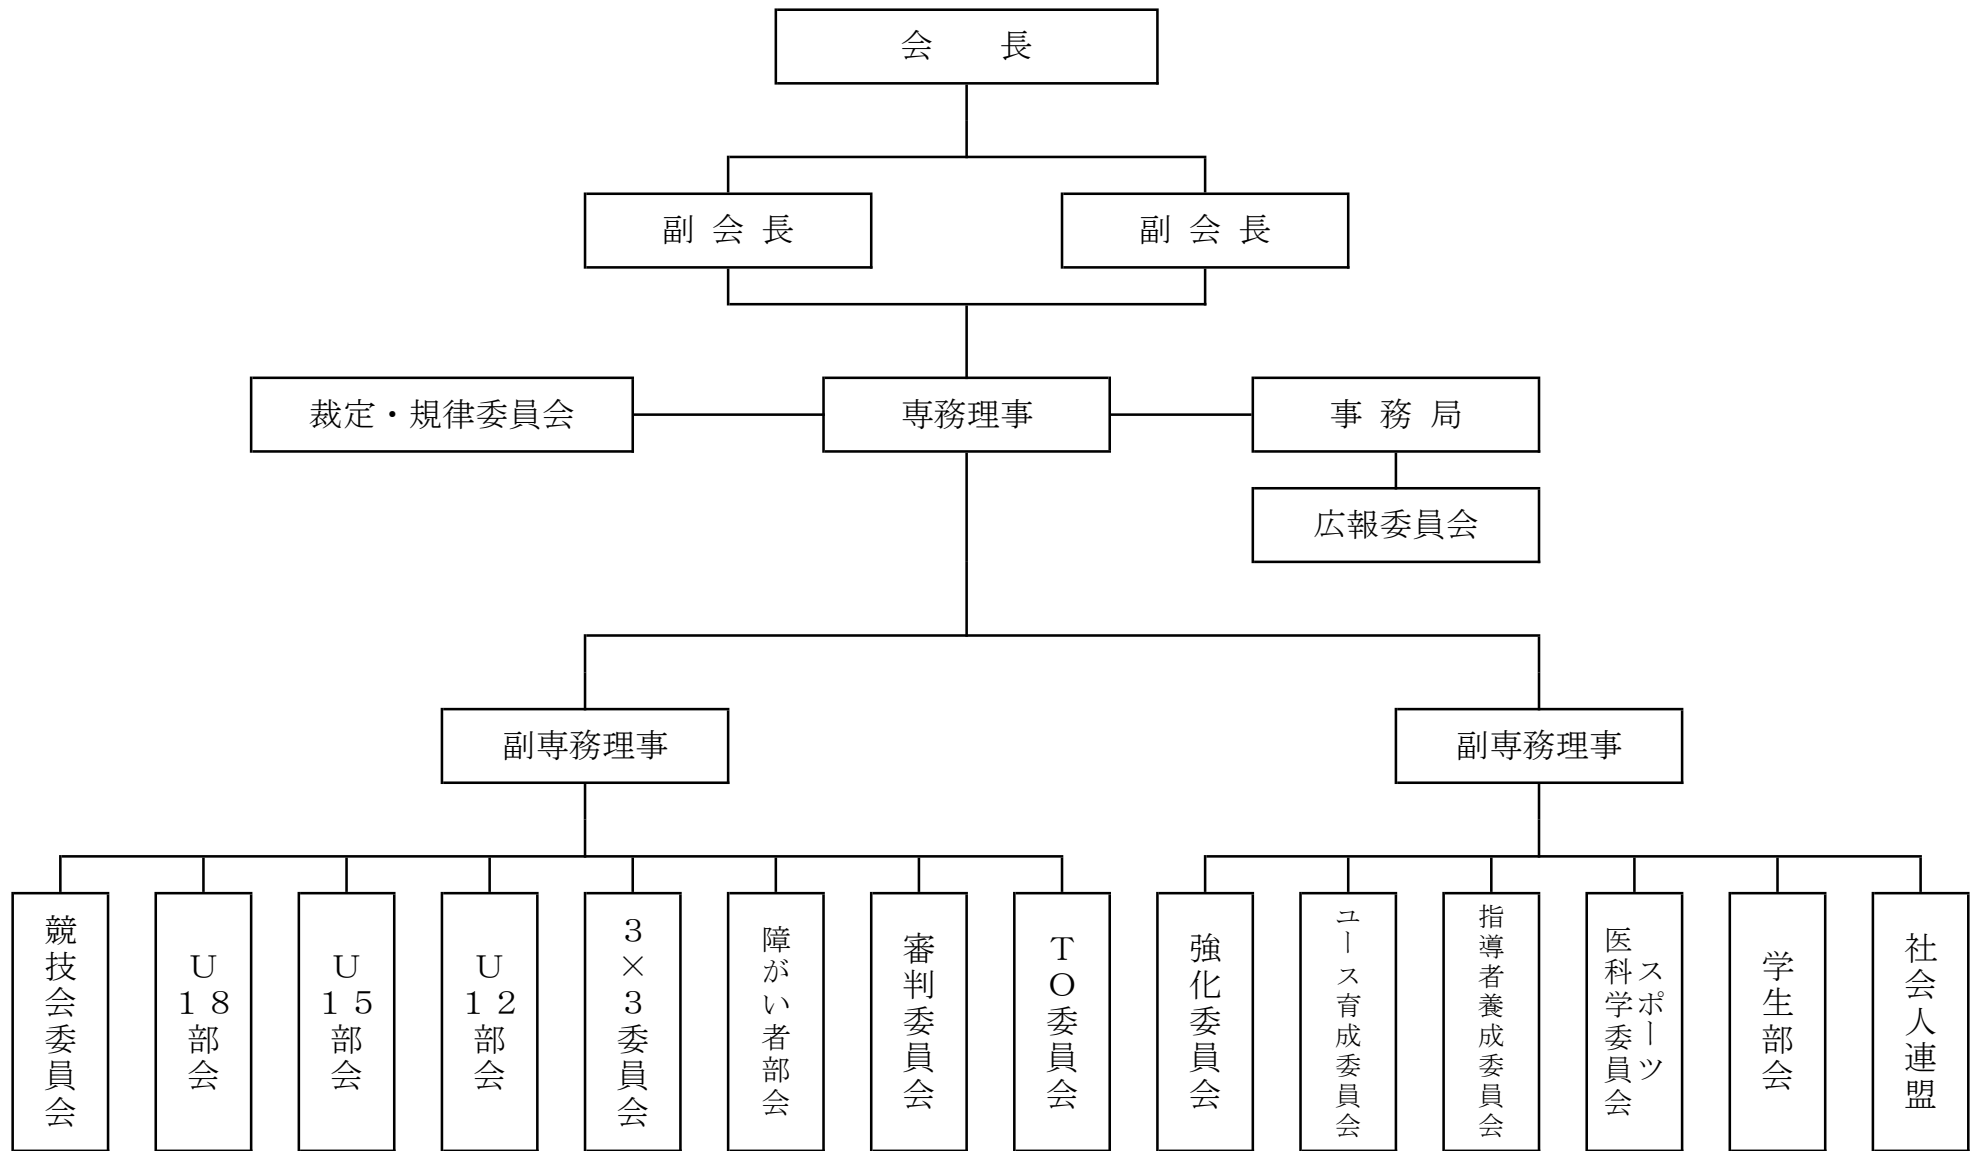 会　　長
副 会 長
副 会 長
裁定・規律委員会
専務理事
事 務 局
広報委員会
副専務理事
副専務理事
競技会委員会
Ｕ１８部会
Ｕ１５部会
Ｕ１２部会
３×３委員会
障がい者部会
審判委員会
ＴＯ委員会
強化委員会
ユース育成委員会
指導者養成委員会
スポーツ
医科学委員会
学生部会
社会人連盟